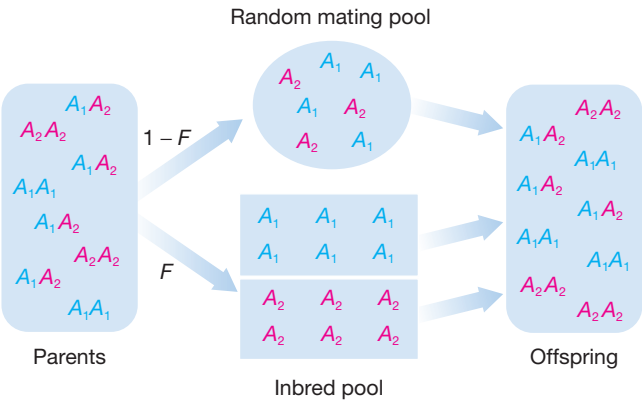 Random mating pool
A₁A₂
A₂A₂
A₁A₂
A₁A₁
A₁A₂
A₂A₂
A₁A₂
A₁A₁
Parents
1 – F
F
A₁
A₁
A₂
A₁ A₂
A₂ A₁
A₁ A₁ A₁
A₁ A₁ A₁
A₂ A₂ A₂
A₂ A₂ A₂
Inbred pool
A₂A₂
A₁A₂
A₁A₁
A₁A₂
A₁A₂
A₁A₁
A₁A₁
A₂A₂
A₂A₂
Offspring